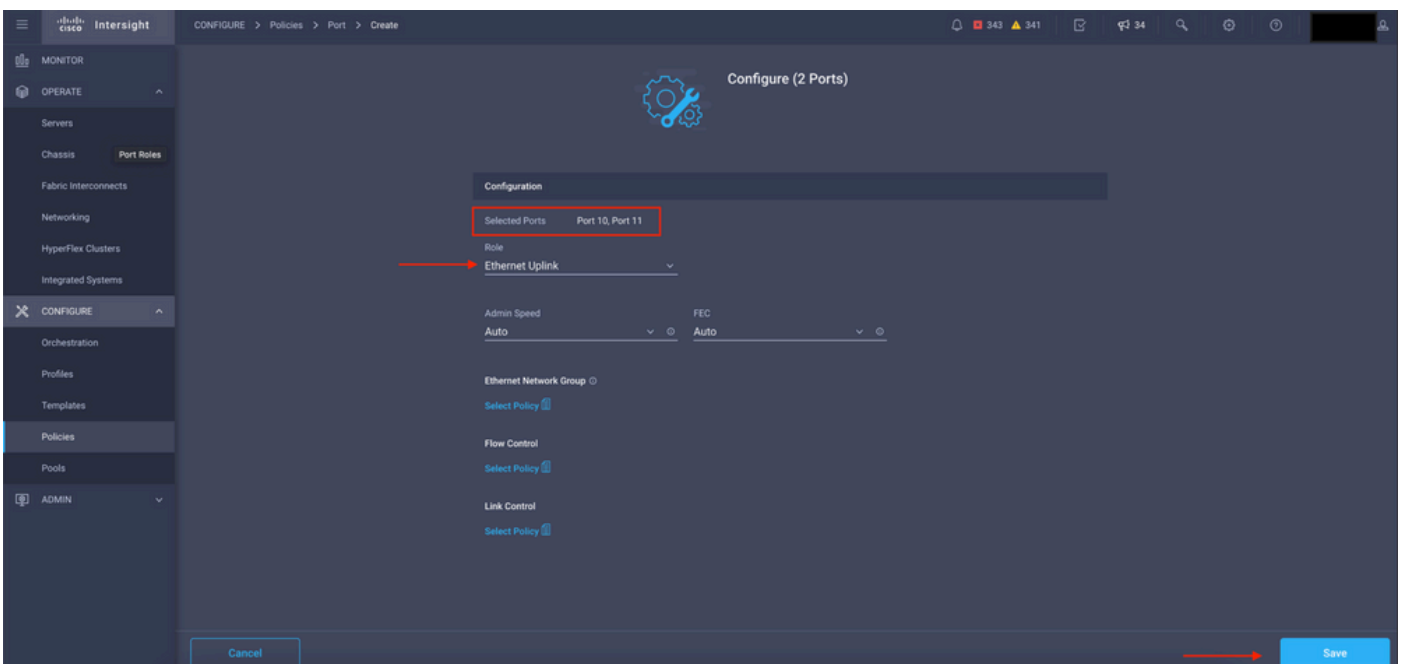 cisco Intersight
CONFIGURE > Policies > Port > Create
343 341 34
MONITOR
OPERATE
Servers
Chassis
Port Roles
Fabric Interconnects
Networking
HyperFlex Clusters
Integrated Systems
CONFIGURE
Orchestration
Profiles
Templates
Policies
Pools
ADMIN
Configure (2 Ports)
Configuration
Selected Ports Port 10, Port 11
Role
Ethernet Uplink
Admin Speed FEC
Auto Auto
Ethernet Network Group
Select Policy
Flow Control
Select Policy
Link Control
Select Policy
Cancel Save